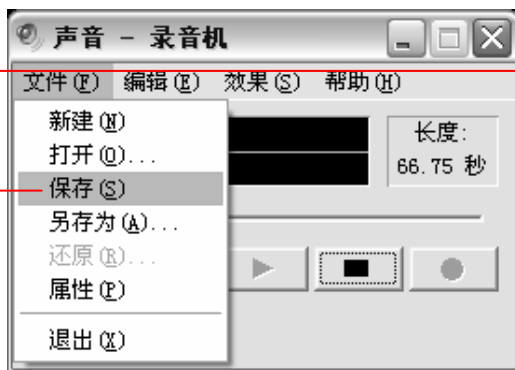 声音 - 录音机
文件(F) 编辑(E) 效果(S) 帮助(H)
新建(N)
打开(O)...
保存(S)
另存为(A)...
还原(R)...
属性(P)
退出(X)
长度:
66.75 秒